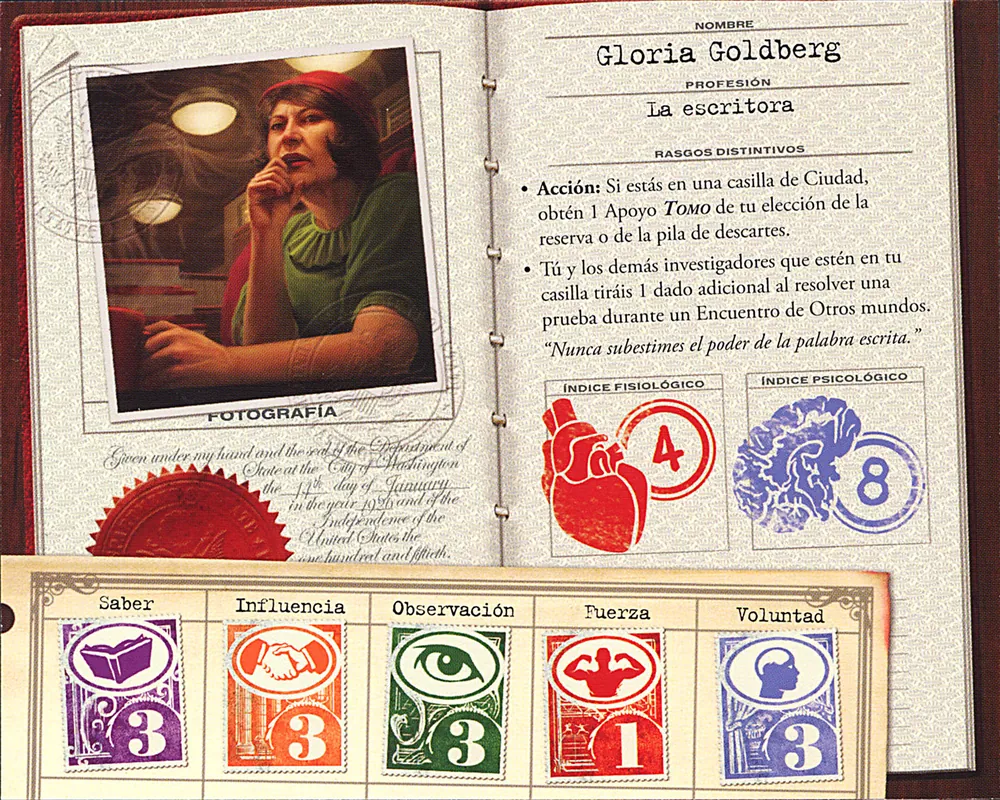 FOTOGRAFÍA
Given under my hand and the seal of the Department of
State at the City of Washington
the 14th day of January
in the year 1926 and of the
Independence of the
United States the
one hundred and fiftieth.
NOMBRE
Gloria Goldberg
PROFESIÓN
La escritora
RASGOS DISTINTIVOS
• Acción: Si estás en una casilla de Ciudad,
obtén 1 Apoyo TOMO de tu elección de la
reserva o de la pila de descartes.
• Tú y los demás investigadores que estén en tu
casilla tiráis 1 dado adicional al resolver una
prueba durante un Encuentro de Otros mundos.
“Nunca subestimes el poder de la palabra escrita.”
ÍNDICE FISIOLÓGICO
4
ÍNDICE PSICOLÓGICO
8
Saber
Influencia
Observación
Fuerza
Voluntad
3
3
3
1
3